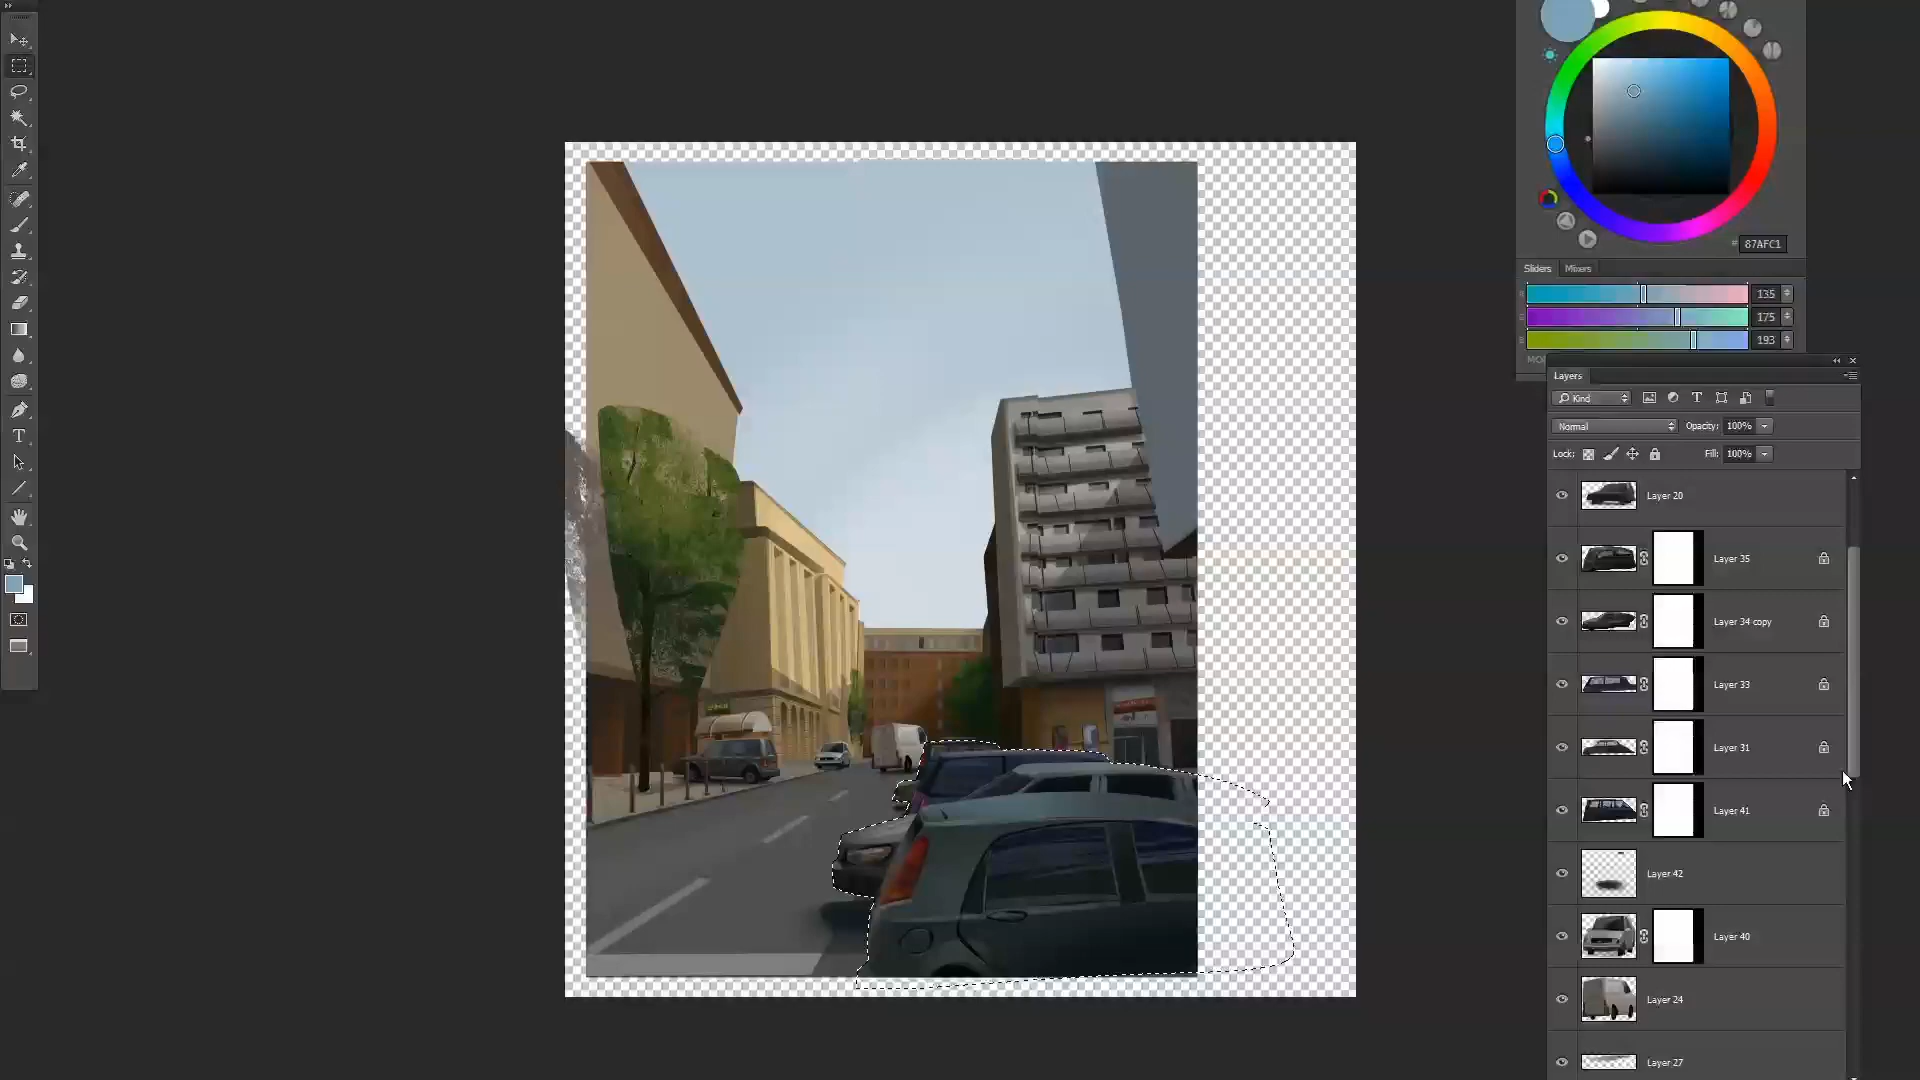 # 87AFC1
Sliders Mixers
135
175
193
Layers
Kind
T
Normal Opacity: 100%
Lock: Fill: 100%
Layer 20
Layer 35
Layer 34 copy
Layer 33
Layer 31
Layer 41
Layer 42
Layer 40
Layer 24
Layer 27
T